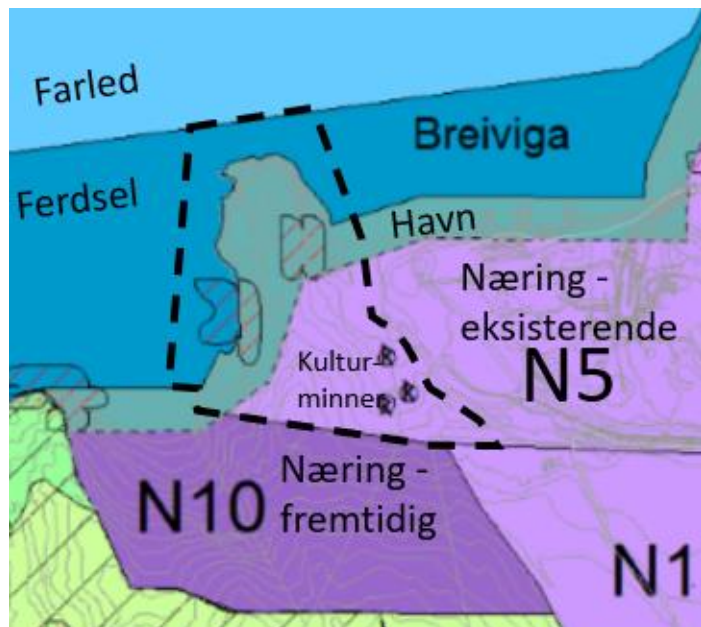 Farled
Breiviga
Ferdsel
Havn
Næring -
eksisterende
N5
Kultur-
minner
Næring -
fremtidig
N10
N1